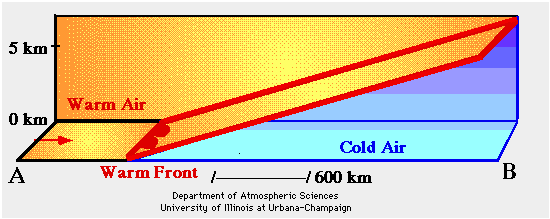 5 km
Warm Air
0 km
Cold Air
A
Warm Front
600 km
B
Department of Atmospheric Sciences
University of Illinois at Urbana-Champaign